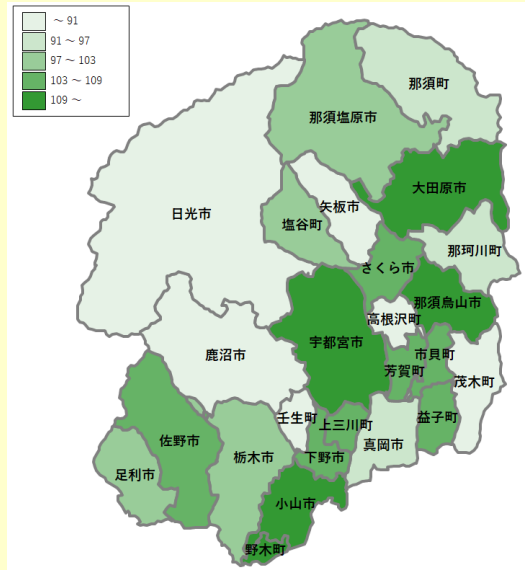 ～ 91
91 ～ 97
97 ～ 103
103 ～ 109
109 ～
那須町
那須塩原市
大田原市
矢板市
日光市
塩谷町
那珂川町
さくら市
那須烏山市
高根沢町
宇都宮市
市貝町
鹿沼市
芳賀町
茂木町
壬生町
益子町
上三川町
佐野市
真岡市
栃木市
下野市
足利市
小山市
野木町